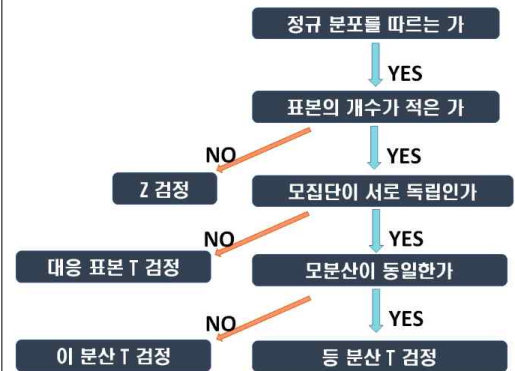 정규 분포를 따르는 가
YES
표본의 개수가 적은 가
NO
YES
Z 검정
모집단이 서로 독립인가
NO
YES
대응 표본 T 검정
모분산이 동일한가
NO
YES
이 분산 T 검정
등 분산 T 검정